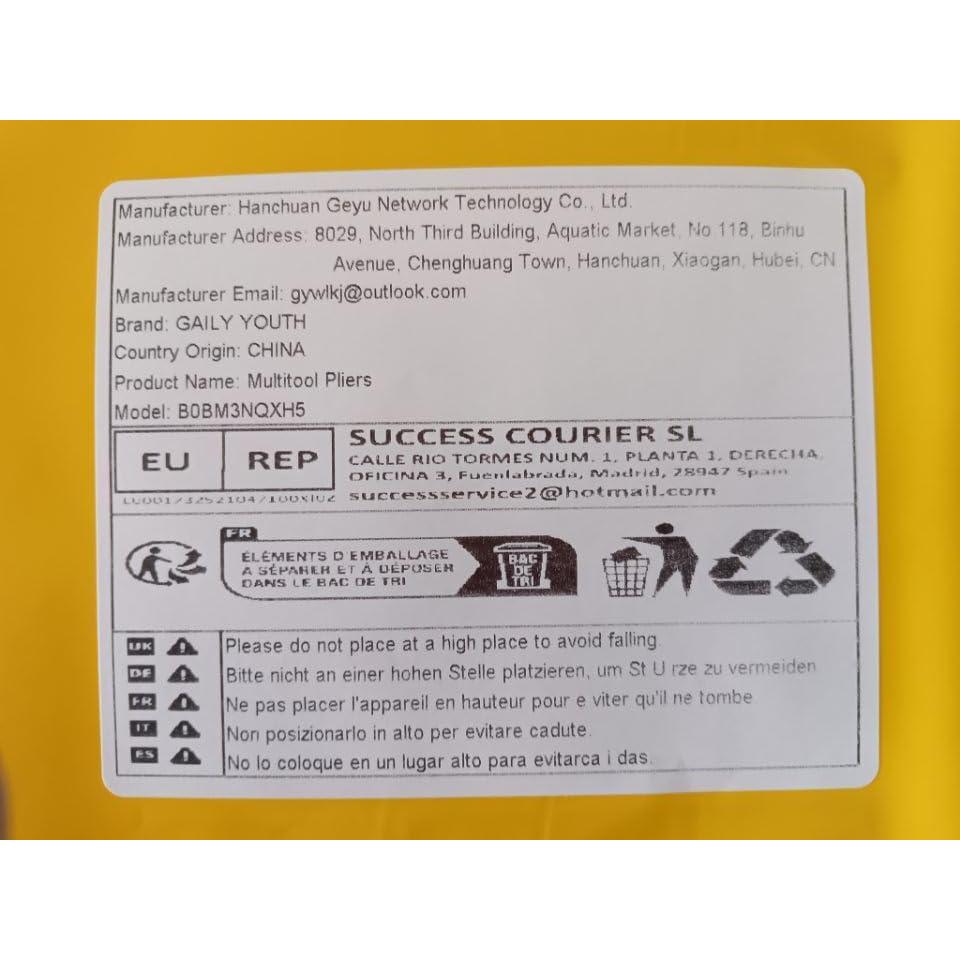 Manufacturer: Hanchuan Geyu Network Technology Co., Ltd.
Manufacturer Address: 8029, North Third Building, Aquatic Market, No 118, Binhu
Avenue, Chenghuang Town, Hanchuan, Xiaogan, Hubei, CN
Manufacturer Email: gywlkj@outlook.com
Brand: GAILY YOUTH
Country Origin: CHINA
Product Name: Multitool Pliers
Model: B0BM3NQXH5
EU REP
SUCCESS COURIER SL
CALLE RIO TORMES NUM. 1, PLANTA 1, DERECHA,
OFICINA 3, Fuenlabrada, Madrid, 28947 Spain
successservice2@hotmail.com
FR
ÉLÉMENTS D EMBALLAGE
A SÉPARER ET À DÉPOSER
DANS LE BAC DE TRI
BAC
DE
TRI
UK Please do not place at a high place to avoid falling.
DE Bitte nicht an einer hohen Stelle platzieren, um St U rze zu vermeiden
FR Ne pas placer l'appareil en hauteur pour e viter qu'il ne tombe
IT Non posizionarlo in alto per evitare cadute.
ES No lo coloque en un lugar alto para evitarca i das.